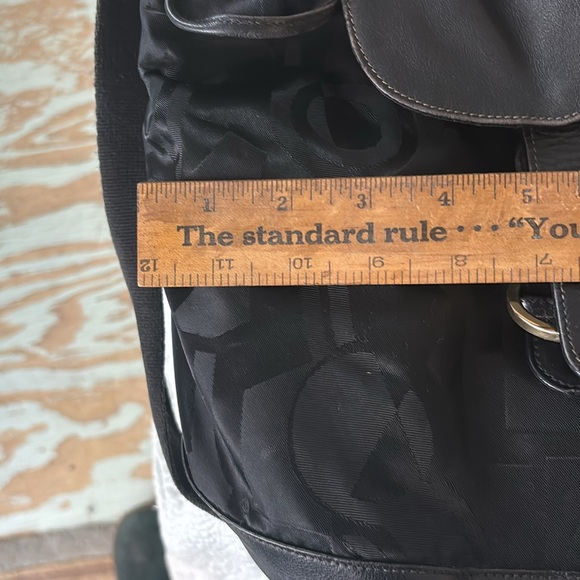 1 2 3 4 5
The standard rule ··· “You
12 11 10 9 8 7